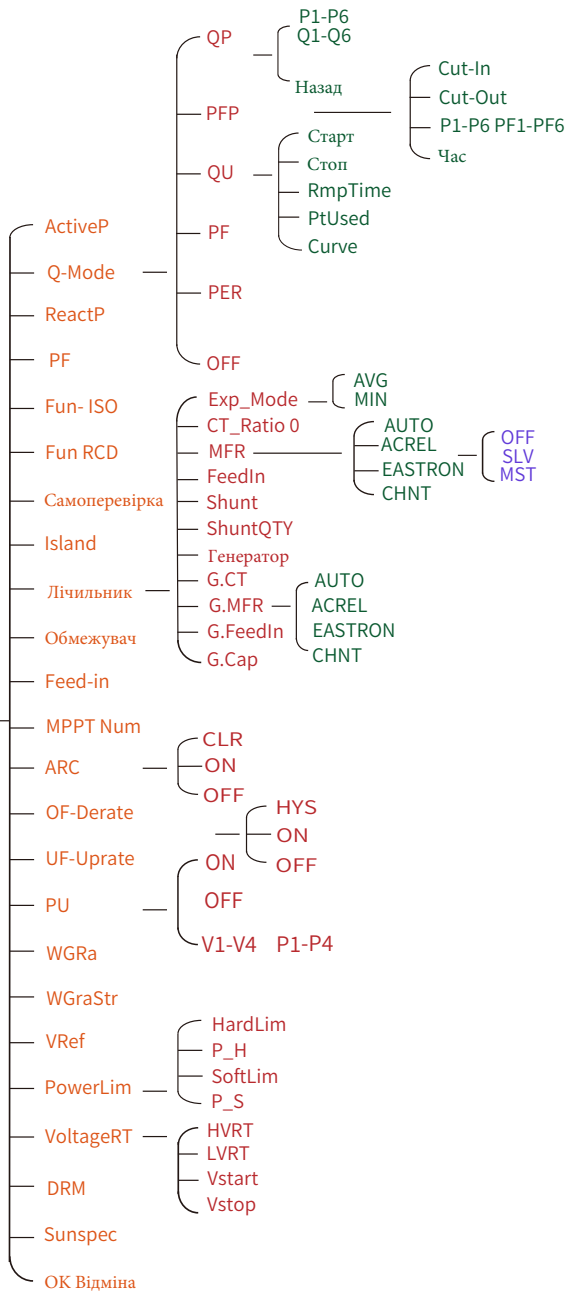 ActiveP
Q-Mode
QP
P1-P6
Q1-Q6
Назад
PFP
Cut-In
Cut-Out
P1-P6 PF1-PF6
Час
QU
Старт
Стоп
RmpTime
PtUsed
Curve
PF
PER
OFF
ReactP
PF
Fun- ISO
Fun RCD
Самоперевірка
Island
Лічильник
Exp_Mode
AVG
MIN
CT_Ratio 0
MFR
AUTO
ACREL
EASTRON
CHNT
OFF
SLV
MST
FeedIn
Shunt
ShuntQTY
Генератор
G.CT
G.MFR
AUTO
ACREL
EASTRON
CHNT
G.FeedIn
G.Cap
Обмежувач
Feed-in
MPPT Num
ARC
CLR
ON
OFF
OF-Derate
UF-Uprate
HYS
ON
OFF
PU
ON
OFF
V1-V4 P1-P4
WGRa
WGraStr
VRef
PowerLim
HardLim
P_H
SoftLim
P_S
VoltageRT
HVRT
LVRT
Vstart
Vstop
DRM
Sunspec
ОК Відміна